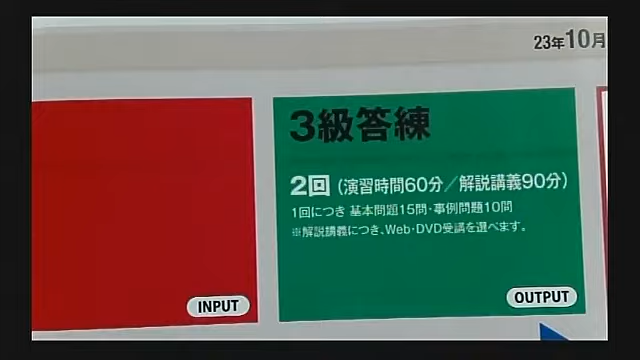 23年10月
3級答練
2回(演習時間60分／解説講義90分)
1回につき 基本問題15問・事例問題10問
※解説講義につき、Web・DVD受講を選べます。
INPUT
OUTPUT